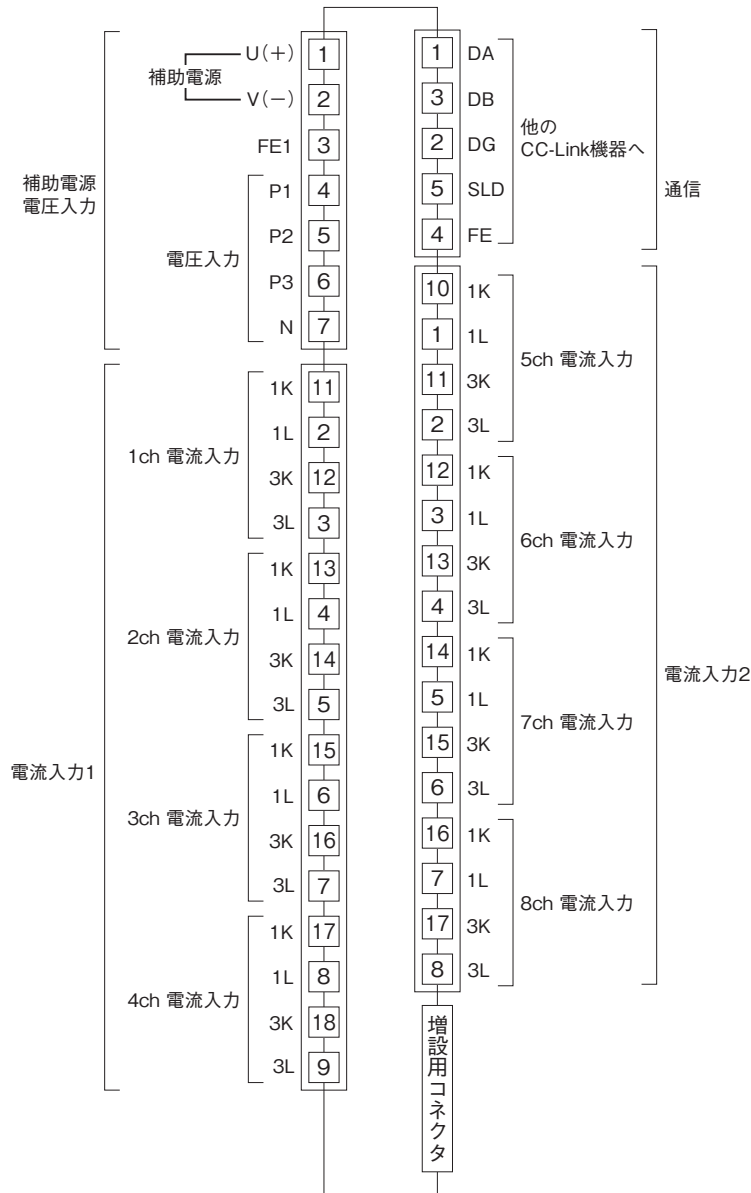 補助電源
電圧入力
補助電源
U(+) 1
V(−) 2
FE1 3
電圧入力
P1 4
P2 5
P3 6
N 7
電流入力1
1ch 電流入力
1K 11
1L 2
3K 12
3L 3
2ch 電流入力
1K 13
1L 4
3K 14
3L 5
3ch 電流入力
1K 15
1L 6
3K 16
3L 7
4ch 電流入力
1K 17
1L 8
3K 18
3L 9
1 DA
3 DB
2 DG
5 SLD
4 FE
他の
CC-Link機器へ
通信
10 1K
1 1L
11 3K
2 3L
5ch 電流入力
12 1K
3 1L
13 3K
4 3L
6ch 電流入力
14 1K
5 1L
15 3K
6 3L
7ch 電流入力
16 1K
7 1L
17 3K
8 3L
8ch 電流入力
電流入力2
増設用コネクタ